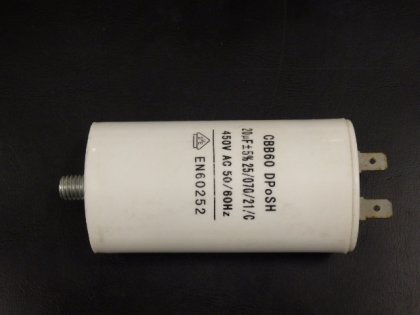 CBB60 DPoSH
20µF±5% 25/070/21/C
450V AC 50/60Hz
EN60252